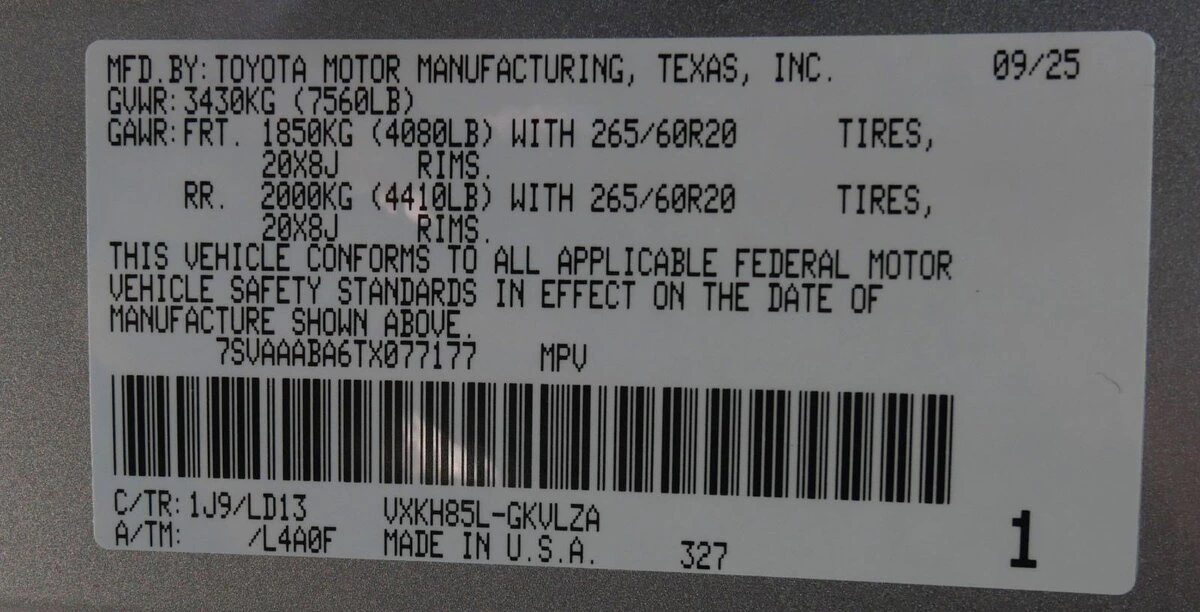 MFD.BY:TOYOTA MOTOR MANUFACTURING, TEXAS, INC. 09/25
GVWR:3430KG (7560LB)
GAWR:FRT. 1850KG (4080LB) WITH 265/60R20 TIRES,
20X8J RIMS.
RR. 2000KG (4410LB) WITH 265/60R20 TIRES,
20X8J RIMS.
THIS VEHICLE CONFORMS TO ALL APPLICABLE FEDERAL MOTOR
VEHICLE SAFETY STANDARDS IN EFFECT ON THE DATE OF
MANUFACTURE SHOWN ABOVE.
7SVAAABA6TX077177 MPV
C/TR:1J9/LD13 VXKH85L-GKVLZA
A/TM: /L4A0F MADE IN U.S.A. 327 1